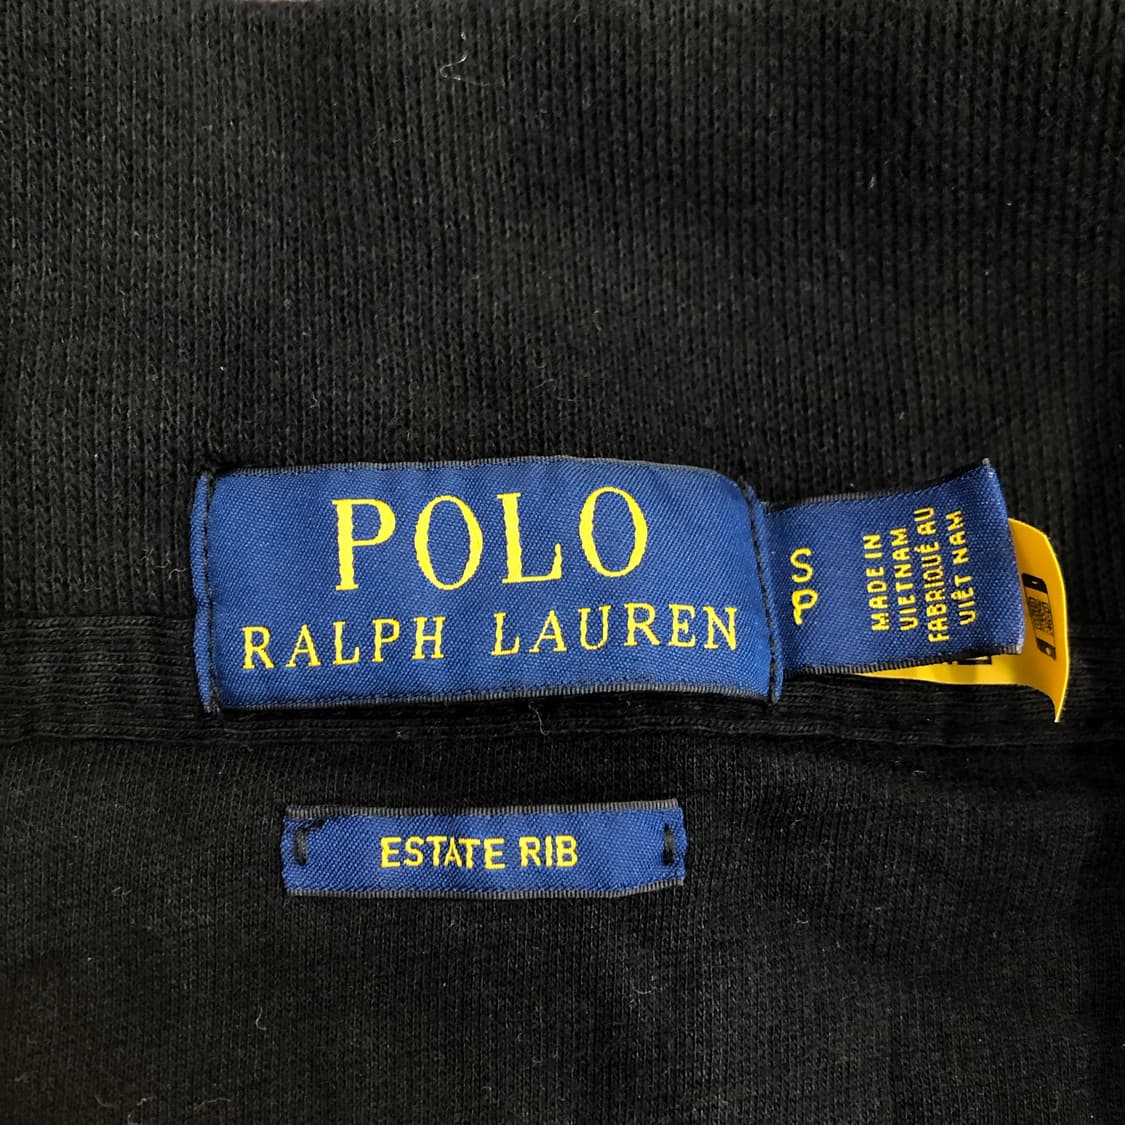 POLO
RALPH LAUREN
S
P
MADE IN
VIETNAM
FABRIQUÉ AU
VIÊT NAM
ESTATE RIB